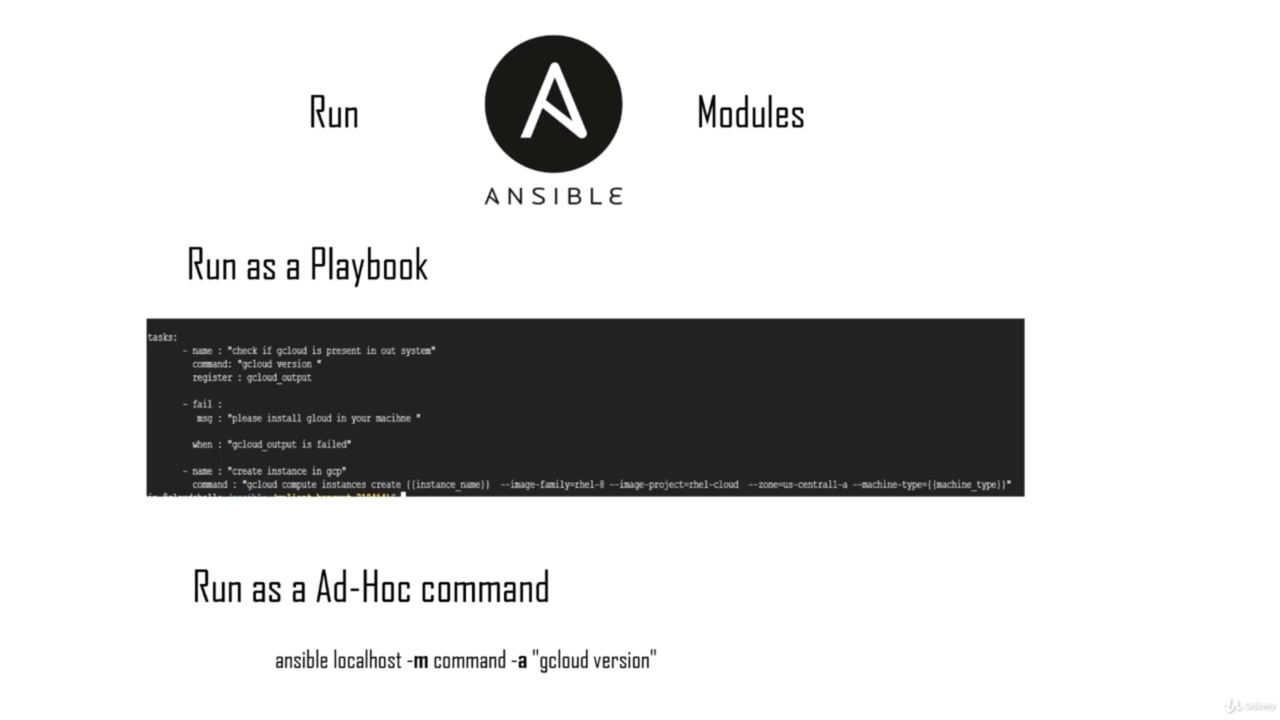 Run
Modules
ANSIBLE
Run as a Playbook
tasks:
- name : "check if gcloud is present in out system"
command: "gcloud version "
register : gcloud_output
- fail :
msg : "please install gloud in your macihne "
when : "gcloud_output is failed"
- name : "create instance in gcp"
command : "gcloud compute instances create {{instance_name}} --image-family=rhel-8 --image-project=rhel-cloud --zone=us-central1-a --machine-type={{machine_type}}"
Run as a Ad-Hoc command
ansible localhost -m command -a "gcloud version"
Udemy